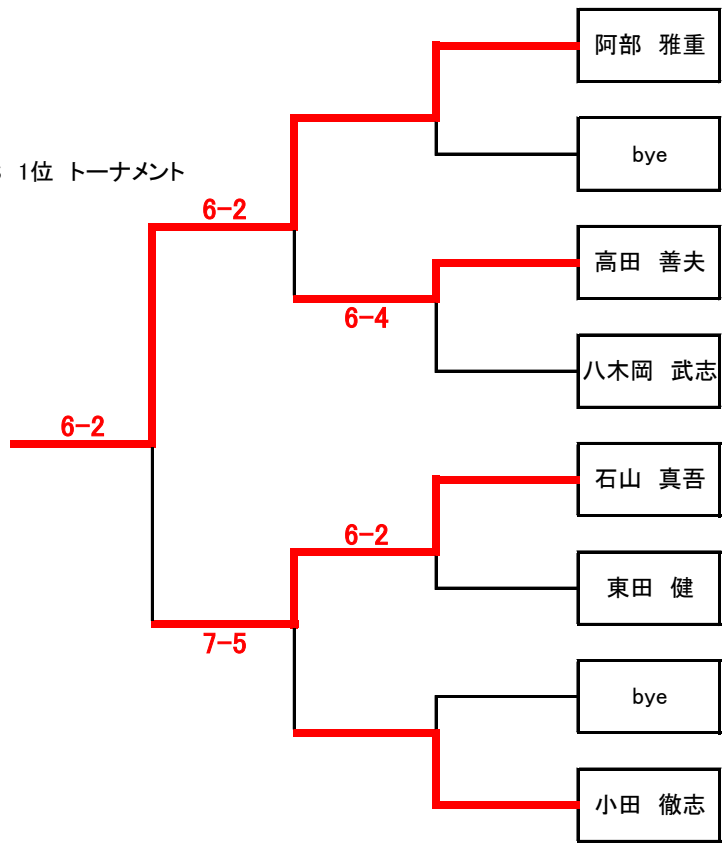 阿部　雅重
bye
1位 トーナメント
6-2
高田　善夫
6-4
八木岡　武志
6-2
石山　真吾
6-2
東田　健
7-5
bye
小田　徹志